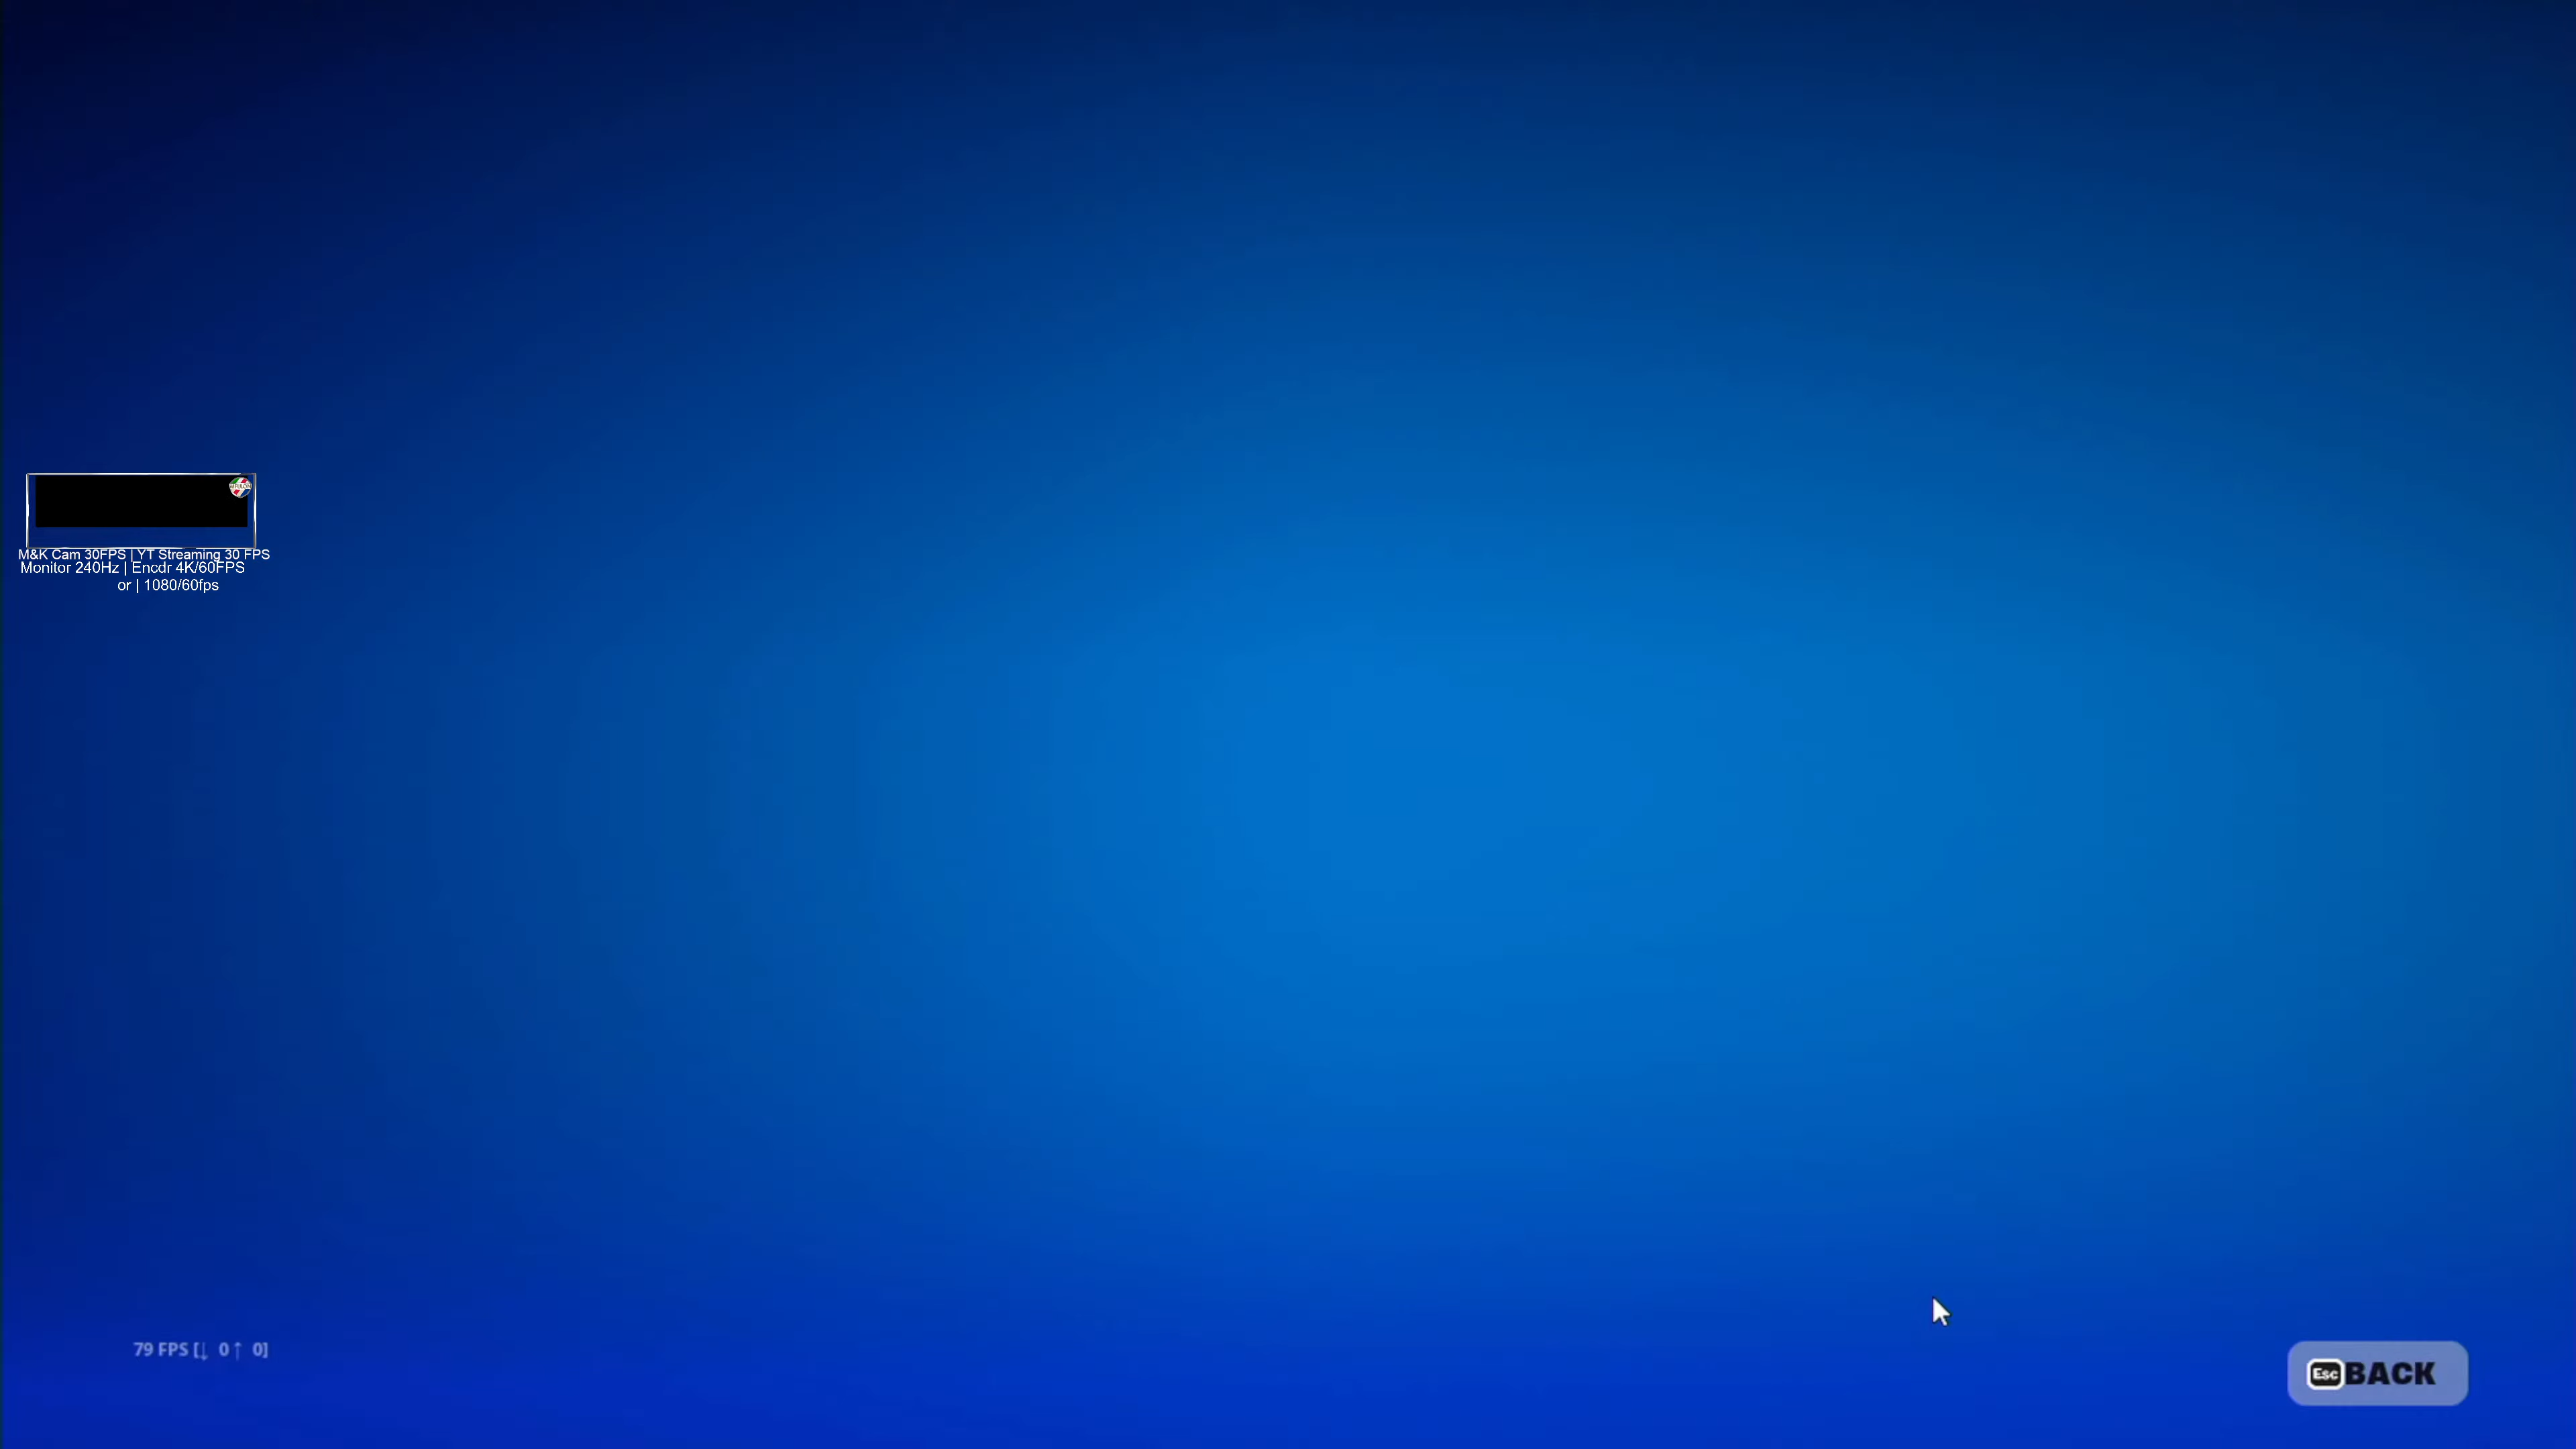 M&K Cam 30FPS | YT Streaming 30 FPS
Monitor 240Hz | Encdr 4K/60FPS
or | 1080/60fps
79 FPS [↓ 0↑ 0]
Esc BACK